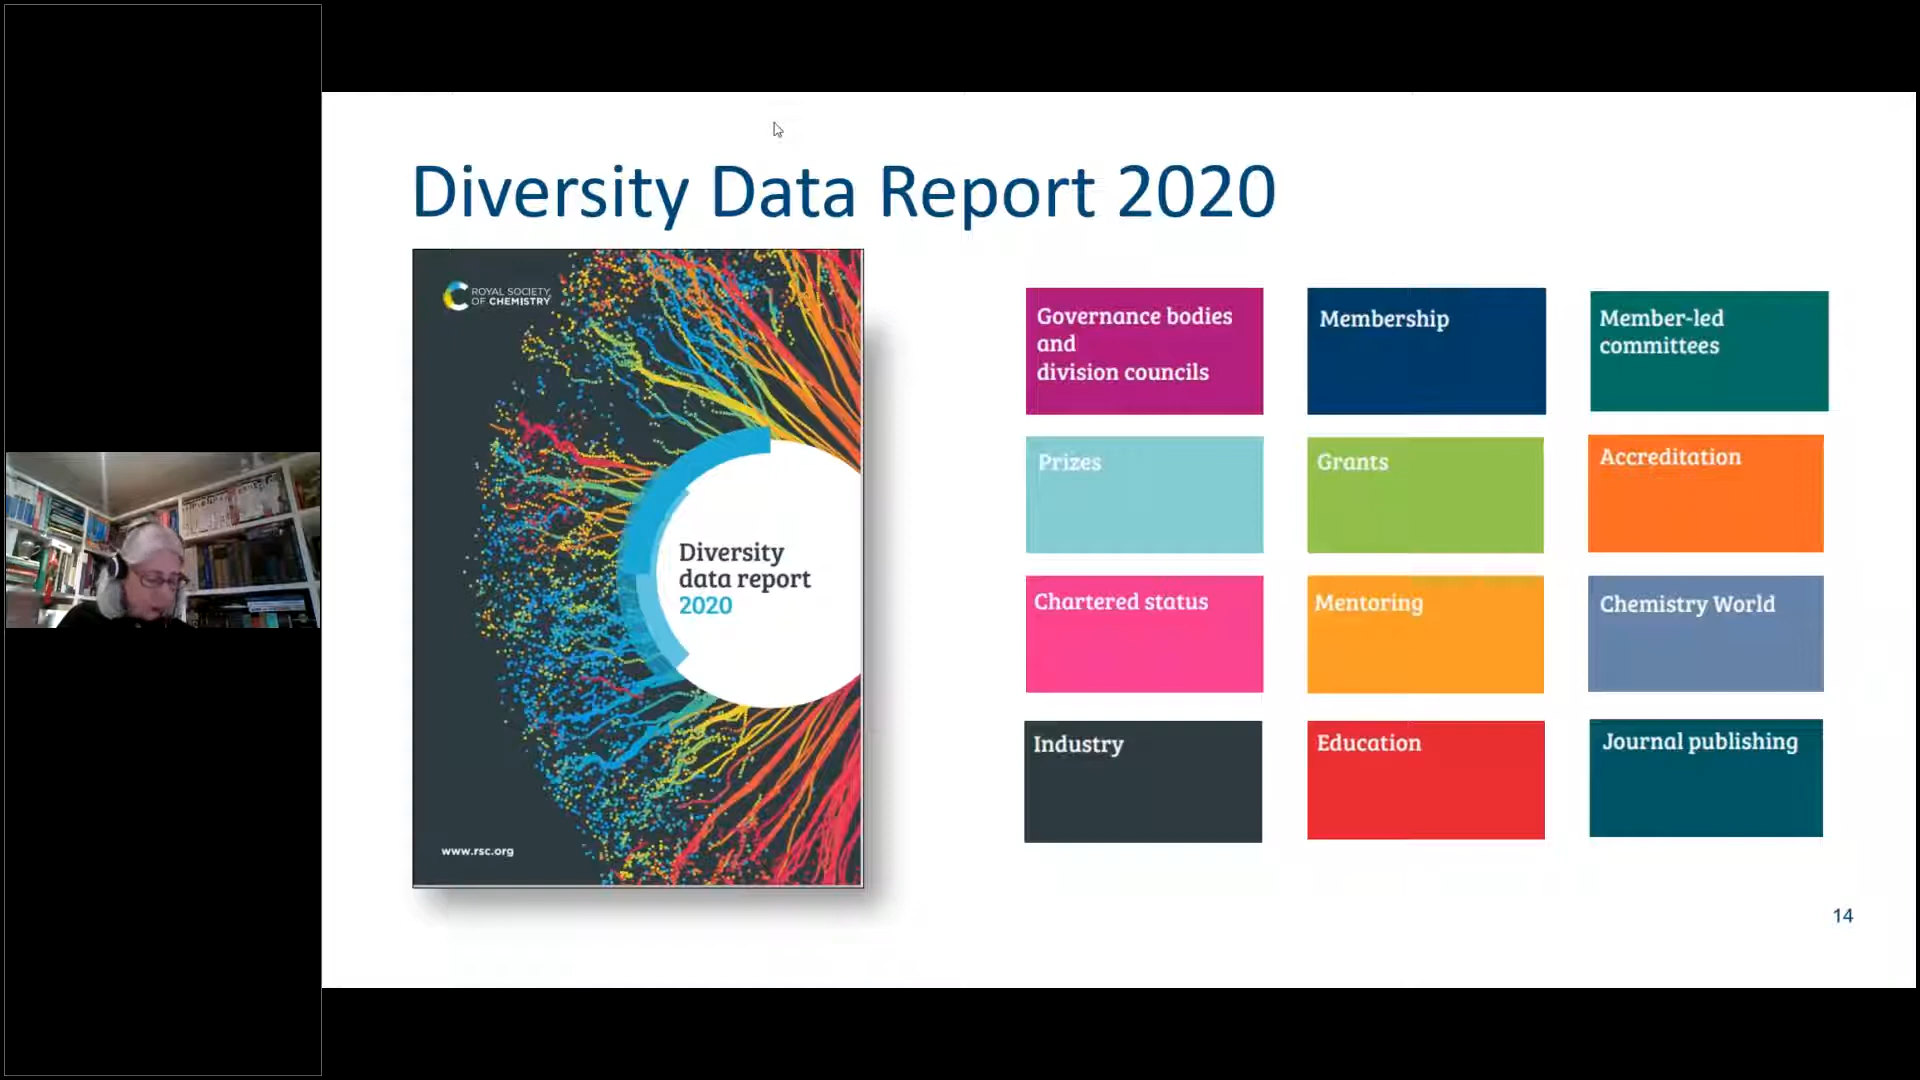 Diversity Data Report 2020
ROYAL SOCIETY
OF CHEMISTRY
Diversity
data report
2020
www.rsc.org
Governance bodies
and
division councils
Membership
Member-led
committees
Prizes
Grants
Accreditation
Chartered status
Mentoring
Chemistry World
Industry
Education
Journal publishing
14